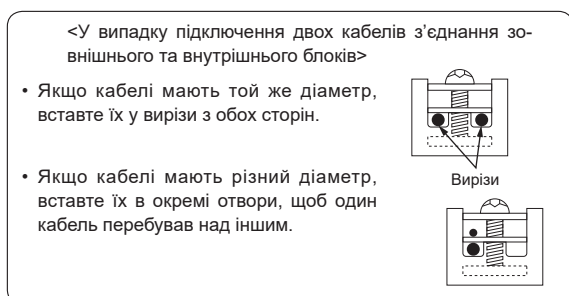 <У випадку підключення двох кабелів з’єднання зо-
внішнього та внутрішнього блоків>
• Якщо кабелі мають той же діаметр,
вставте їх у вирізи з обох сторін.
Вирізи
• Якщо кабелі мають різний діаметр,
вставте їх в окремі отвори, щоб один
кабель перебував над іншим.